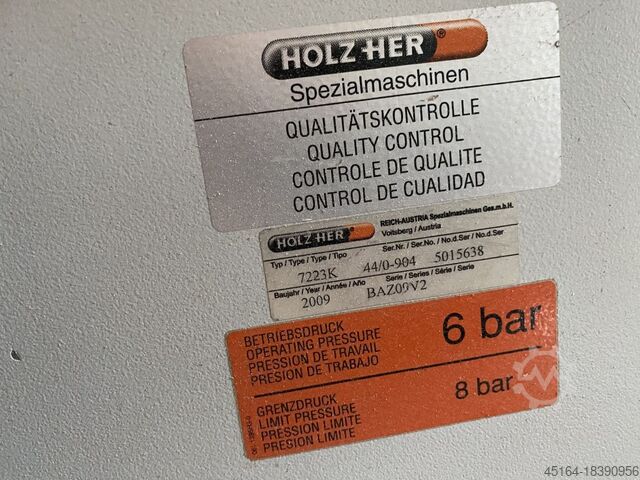 HOLZ-HER®
Spezialmaschinen
QUALITÄTSKONTROLLE
QUALITY CONTROL
CONTROLE DE QUALITE
CONTROL DE CUALIDAD
HOLZ-HER® REICH-AUSTRIA Spezialmaschinen Ges.m.b.H.
Voitsberg / Austria
Typ / Type / Type / Tipo Ser.Nr. / Ser.No. / No.d.Ser / No.d.Ser
7223K 44/0-904 5015638
Baujahr / Year / Année / Año Serie / Series / Série / Serie
2009 BAZ09V2
BETRIEBSDRUCK
OPERATING PRESSURE
PRESSION DE TRAVAIL
PRESION DE TRABAJO
6 bar
GRENZDRUCK
LIMIT PRESSURE
PRESSION LIMITE
PRESION LIMITE
8 bar
45164-18390956